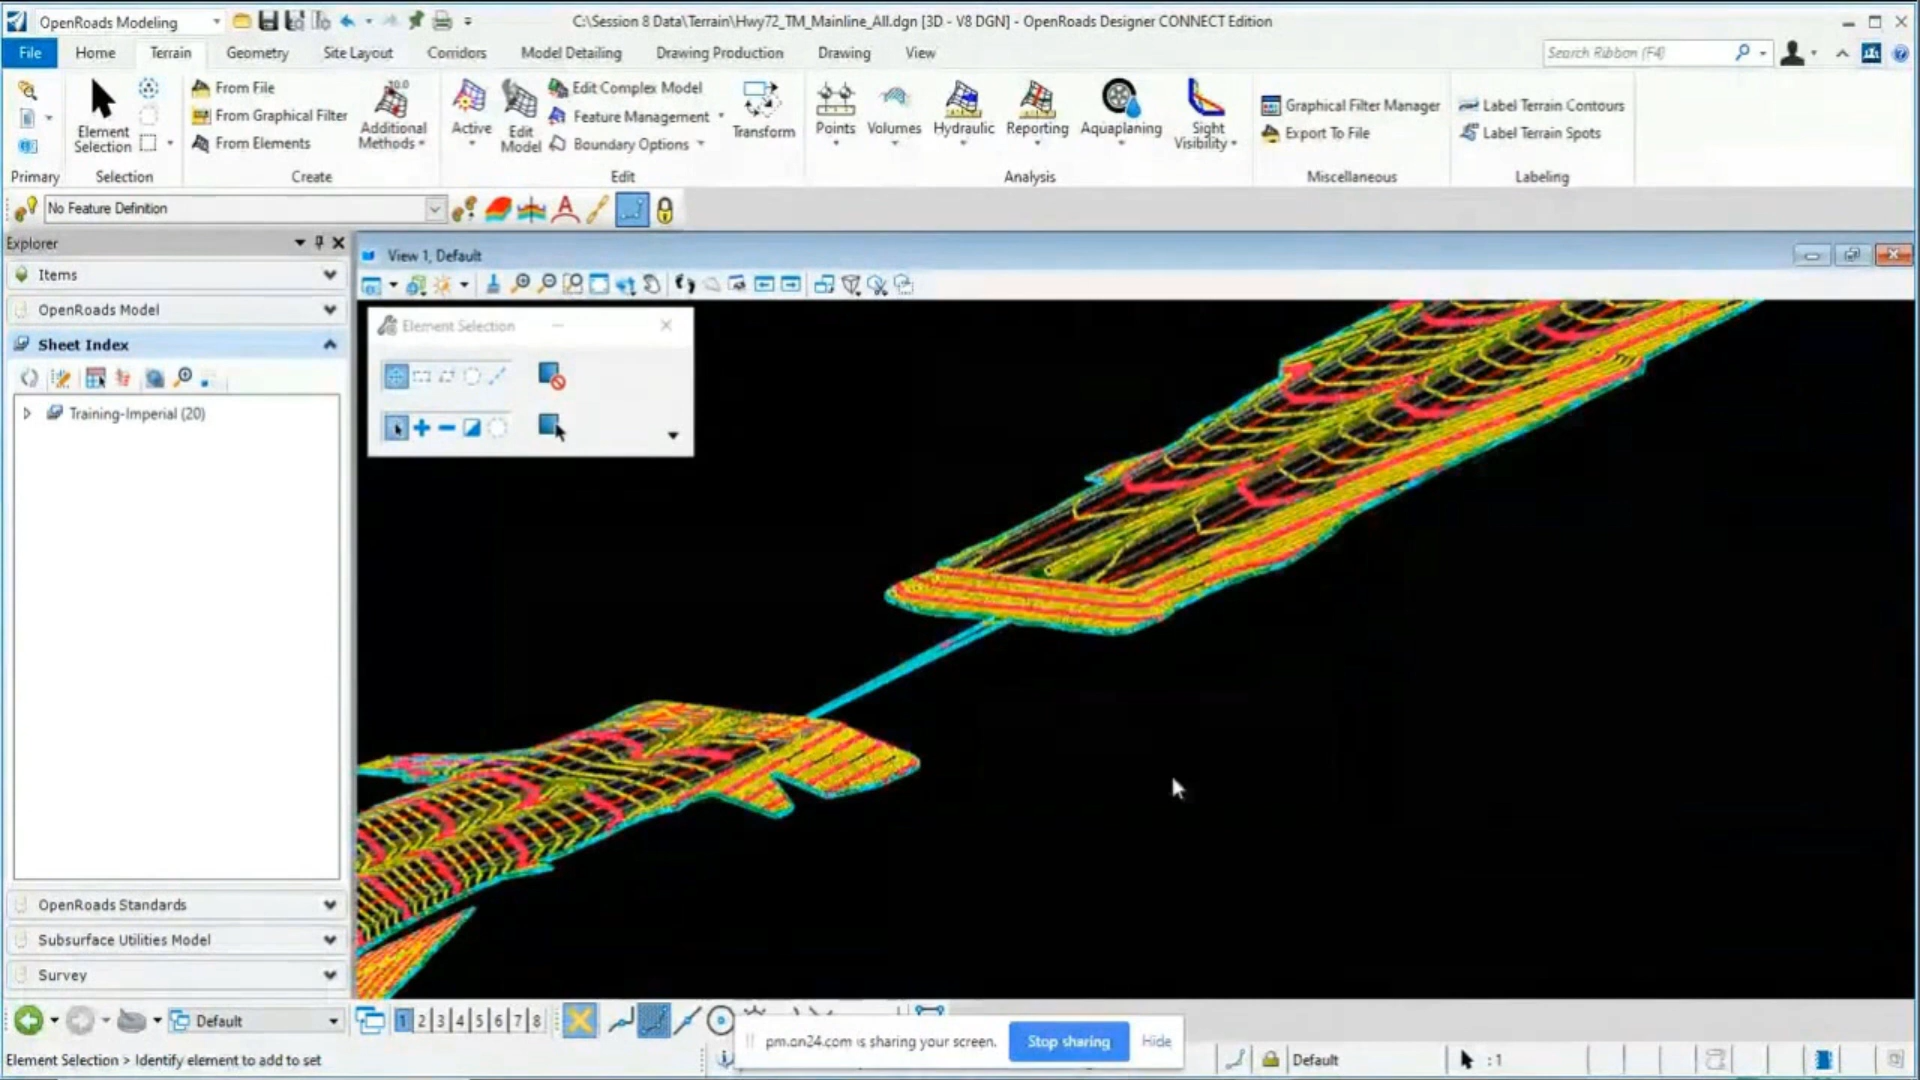 OpenRoads Modeling
C:\Session 8 Data\Terrain\Hwy72_TM_Mainline_All.dgn [3D - V8 DGN] - OpenRoads Designer CONNECT Edition
File Home Terrain Geometry Site Layout Corridors Model Detailing Drawing Production Drawing View
Search Ribbon (F4)
Element Selection
From File
From Graphical Filter
From Elements
Additional Methods
Active
Edit Model
Edit Complex Model
Feature Management
Boundary Options
Transform
Points
Volumes
Hydraulic
Reporting
Aquaplaning
Sight Visibility
Graphical Filter Manager
Export To File
Label Terrain Contours
Label Terrain Spots
Primary Selection Create Edit Analysis Miscellaneous Labeling
No Feature Definition
Explorer
View 1, Default
Items
OpenRoads Model
Element Selection
Sheet Index
Training-Imperial (20)
OpenRoads Standards
Subsurface Utilities Model
Survey
Default
1 2 3 4 5 6 7 8
pm.on24.com is sharing your screen. Stop sharing Hide
Element Selection > Identify element to add to set
Default
: 1